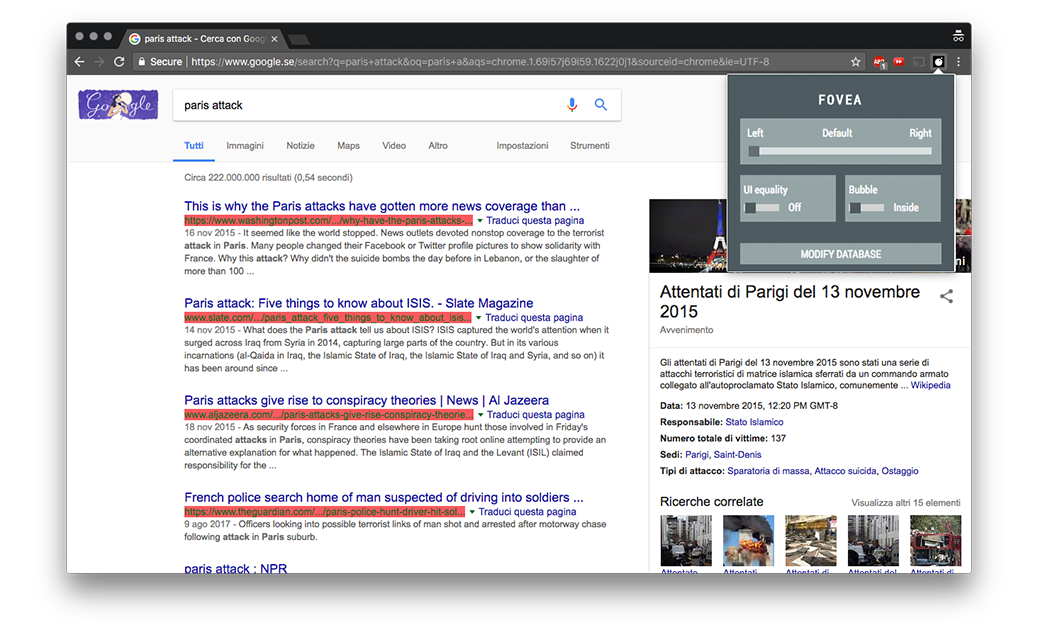 paris attack - Cerca con Goog
Secure | https://www.google.se/search?q=paris+attack&oq=paris+a&aqs=chrome.1.69i57j69i59.1622j0j1&sourceid=chrome&ie=UTF-8
ABP 1
Google
paris attack
Tutti Immagini Notizie Maps Video Altro Impostazioni Strumenti
Circa 222.000.000 risultati (0,54 secondi)
This is why the Paris attacks have gotten more news coverage than ...
https://www.washingtonpost.com/.../why-have-the-paris-attacks-... Traduci questa pagina
16 nov 2015 - It seemed like the world stopped. News outlets devoted nonstop coverage to the terrorist
attack in Paris. Many people changed their Facebook or Twitter profile pictures to show solidarity with
France. Why this attack? Why didn't the suicide bombs the day before in Lebanon, or the slaughter of
more than 100 ...
Paris attack: Five things to know about ISIS. - Slate Magazine
www.slate.com/.../paris_attack_five_things_to_know_about_isis... Traduci questa pagina
14 nov 2015 - What does the Paris attack tell us about ISIS? ISIS captured the world's attention when it
surged across Iraq from Syria in 2014, capturing large parts of the country. But in its various
incarnations (al-Qaida in Iraq, the Islamic State of Iraq, the Islamic State of Iraq and Syria, and so on) it
has been around since ...
Paris attacks give rise to conspiracy theories | News | Al Jazeera
www.aljazeera.com/.../paris-attacks-give-rise-conspiracy-theorie... Traduci questa pagina
18 nov 2015 - As security forces in France and elsewhere in Europe hunt those involved in Friday's
coordinated attacks in Paris, conspiracy theories have been taking root online attempting to provide an
alternative explanation for what happened. The Islamic State of Iraq and the Levant (ISIL) claimed
responsibility for the ...
French police search home of man suspected of driving into soldiers ...
https://www.theguardian.com/.../paris-police-hunt-driver-hit-sol... Traduci questa pagina
9 ago 2017 - Officers looking into possible terrorist links of man shot and arrested after motorway chase
following attack in Paris suburb.
paris attack : NPR
FOVEA
Left Default Right
UI equality
Off
Bubble
Inside
MODIFY DATABASE
ni
Attentati di Parigi del 13 novembre
2015
Avvenimento
Gli attentati di Parigi del 13 novembre 2015 sono stati una serie di
attacchi terroristici di matrice islamica sferrati da un commando armato
collegato all'autoproclamato Stato Islamico, comunemente ... Wikipedia
Data: 13 novembre 2015, 12:20 PM GMT-8
Responsabile: Stato Islamico
Numero totale di vittime: 137
Sedi: Parigi, Saint-Denis
Tipi di attacco: Sparatoria di massa, Attacco suicida, Ostaggio
Ricerche correlate Visualizza altri 15 elementi
Attentato Attentati Attentati di Attentati del Attentati di